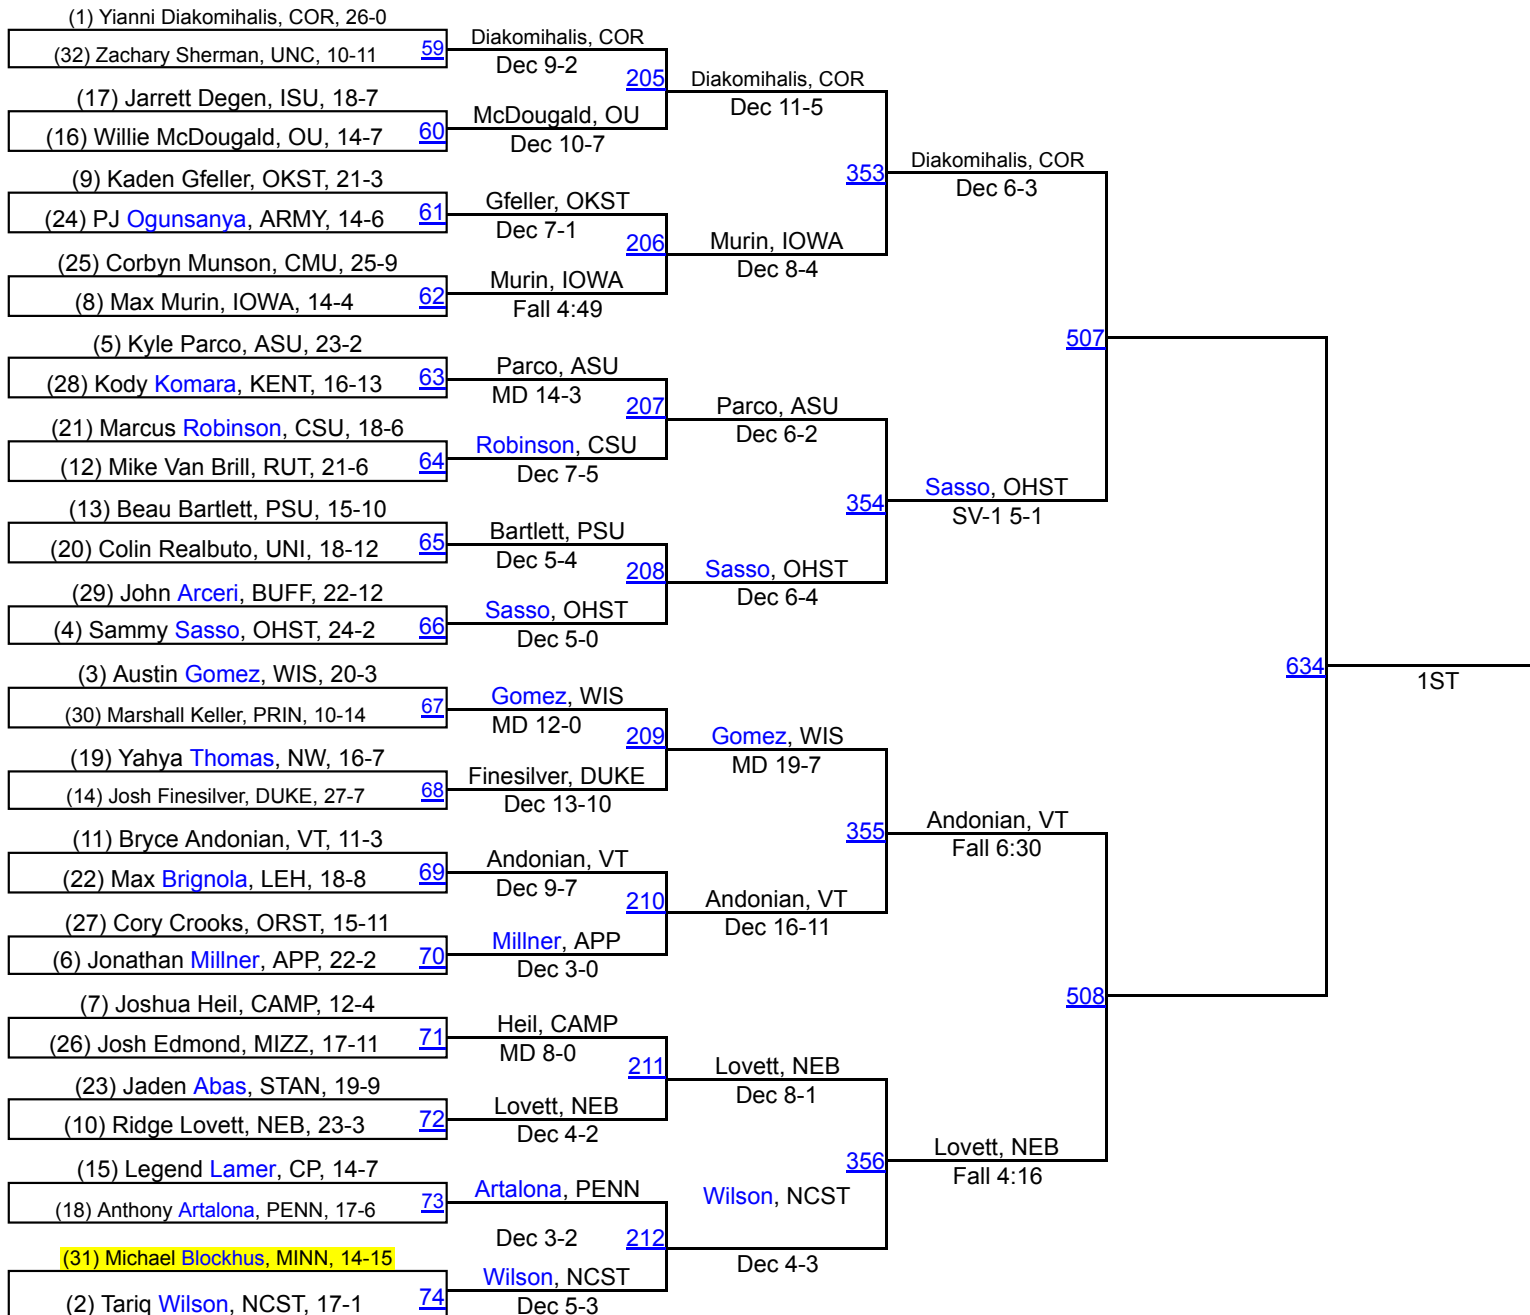 (1) Yianni Diakomihalis, COR, 26-0
(32) Zachary Sherman, UNC, 10-11
59
(17) Jarrett Degen, ISU, 18-7
(16) Willie McDougald, OU, 14-7
60
(9) Kaden Gfeller, OKST, 21-3
(24) PJ Ogunsanya, ARMY, 14-6
61
(25) Corbyn Munson, CMU, 25-9
(8) Max Murin, IOWA, 14-4
62
(5) Kyle Parco, ASU, 23-2
(28) Kody Komara, KENT, 16-13
63
(21) Marcus Robinson, CSU, 18-6
(12) Mike Van Brill, RUT, 21-6
64
(13) Beau Bartlett, PSU, 15-10
(20) Colin Realbuto, UNI, 18-12
65
(29) John Arceri, BUFF, 22-12
(4) Sammy Sasso, OHST, 24-2
66
(3) Austin Gomez, WIS, 20-3
(30) Marshall Keller, PRIN, 10-14
67
(19) Yahya Thomas, NW, 16-7
(14) Josh Finesilver, DUKE, 27-7
68
(11) Bryce Andonian, VT, 11-3
(22) Max Brignola, LEH, 18-8
69
(27) Cory Crooks, ORST, 15-11
(6) Jonathan Millner, APP, 22-2
70
(7) Joshua Heil, CAMP, 12-4
(26) Josh Edmond, MIZZ, 17-11
71
(23) Jaden Abas, STAN, 19-9
(10) Ridge Lovett, NEB, 23-3
72
(15) Legend Lamer, CP, 14-7
(18) Anthony Artalona, PENN, 17-6
73
(31) Michael Blockhus, MINN, 14-15
(2) Tariq Wilson, NCST, 17-1
74
Diakomihalis, COR
Dec 9-2
205
McDougald, OU
Dec 10-7
Gfeller, OKST
Dec 7-1
206
Murin, IOWA
Fall 4:49
Parco, ASU
MD 14-3
207
Robinson, CSU
Dec 7-5
Bartlett, PSU
Dec 5-4
208
Sasso, OHST
Dec 5-0
Gomez, WIS
MD 12-0
209
Finesilver, DUKE
Dec 13-10
Andonian, VT
Dec 9-7
210
Millner, APP
Dec 3-0
Heil, CAMP
MD 8-0
211
Lovett, NEB
Dec 4-2
Artalona, PENN
Dec 3-2
212
Wilson, NCST
Dec 5-3
Diakomihalis, COR
Dec 11-5
353
Murin, IOWA
Dec 8-4
Parco, ASU
Dec 6-2
354
Sasso, OHST
Dec 6-4
Gomez, WIS
MD 19-7
355
Andonian, VT
Dec 16-11
Lovett, NEB
Dec 8-1
356
Wilson, NCST
Dec 4-3
Diakomihalis, COR
Dec 6-3
507
Sasso, OHST
SV-1 5-1
Andonian, VT
Fall 6:30
508
Lovett, NEB
Fall 4:16
634
1ST